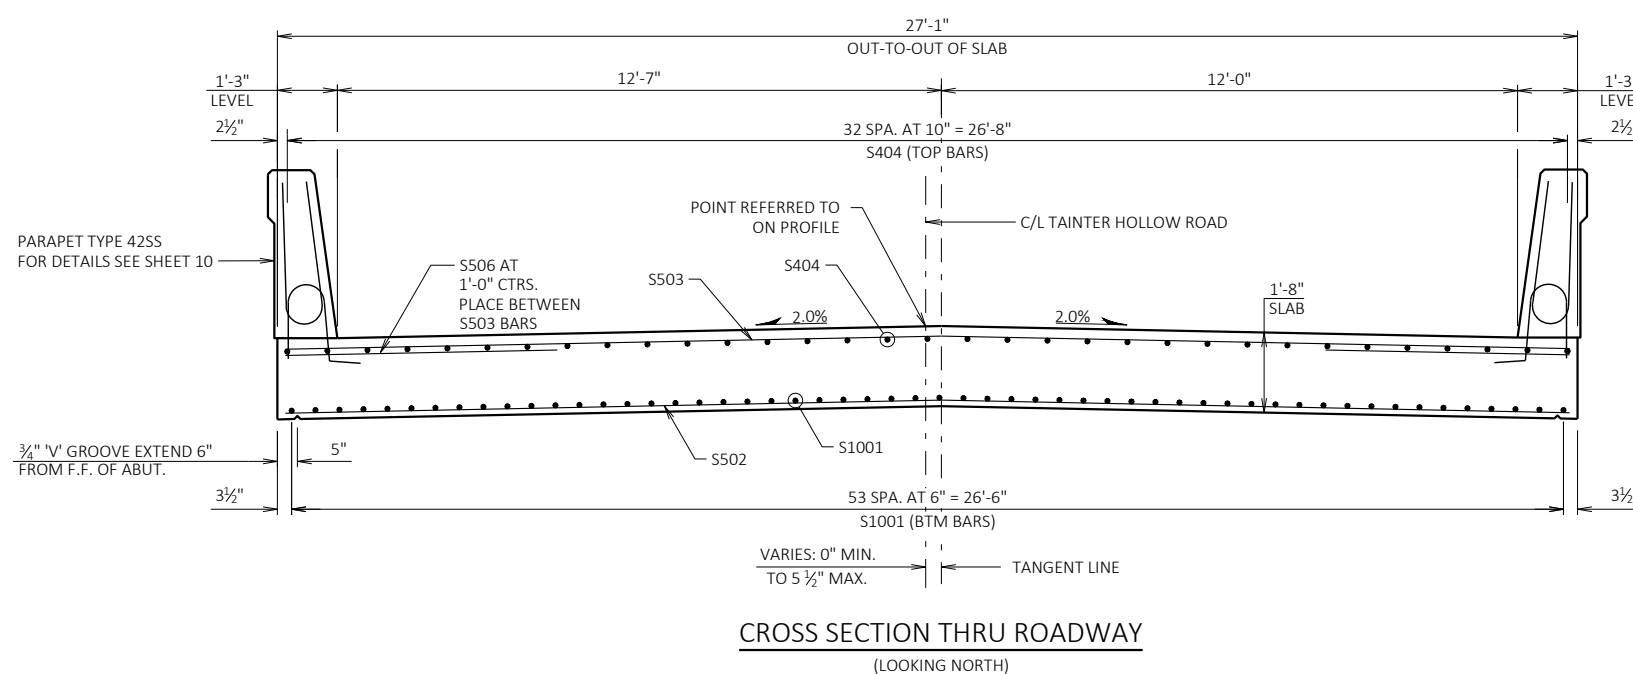 27'-1"
OUT-TO-OUT OF SLAB
1'-3"
LEVEL
12'-7"
12'-0"
1'-3
LEVE
2½"
32 SPA. AT 10" = 26'-8"
S404 (TOP BARS)
2½
POINT REFERRED TO
ON PROFILE
C/L TAINTER HOLLOW ROAD
PARAPET TYPE 42SS
FOR DETAILS SEE SHEET 10
S506 AT
1'-0" CTRS.
PLACE BETWEEN
S503 BARS
S503
S404
2.0%
2.0%
1'-8"
SLAB
¾" 'V' GROOVE EXTEND 6"
FROM F.F. OF ABUT.
5"
S502
S1001
3½"
53 SPA. AT 6" = 26'-6"
S1001 (BTM BARS)
3½
VARIES: 0" MIN.
TO 5 ½" MAX.
TANGENT LINE
CROSS SECTION THRU ROADWAY
(LOOKING NORTH)